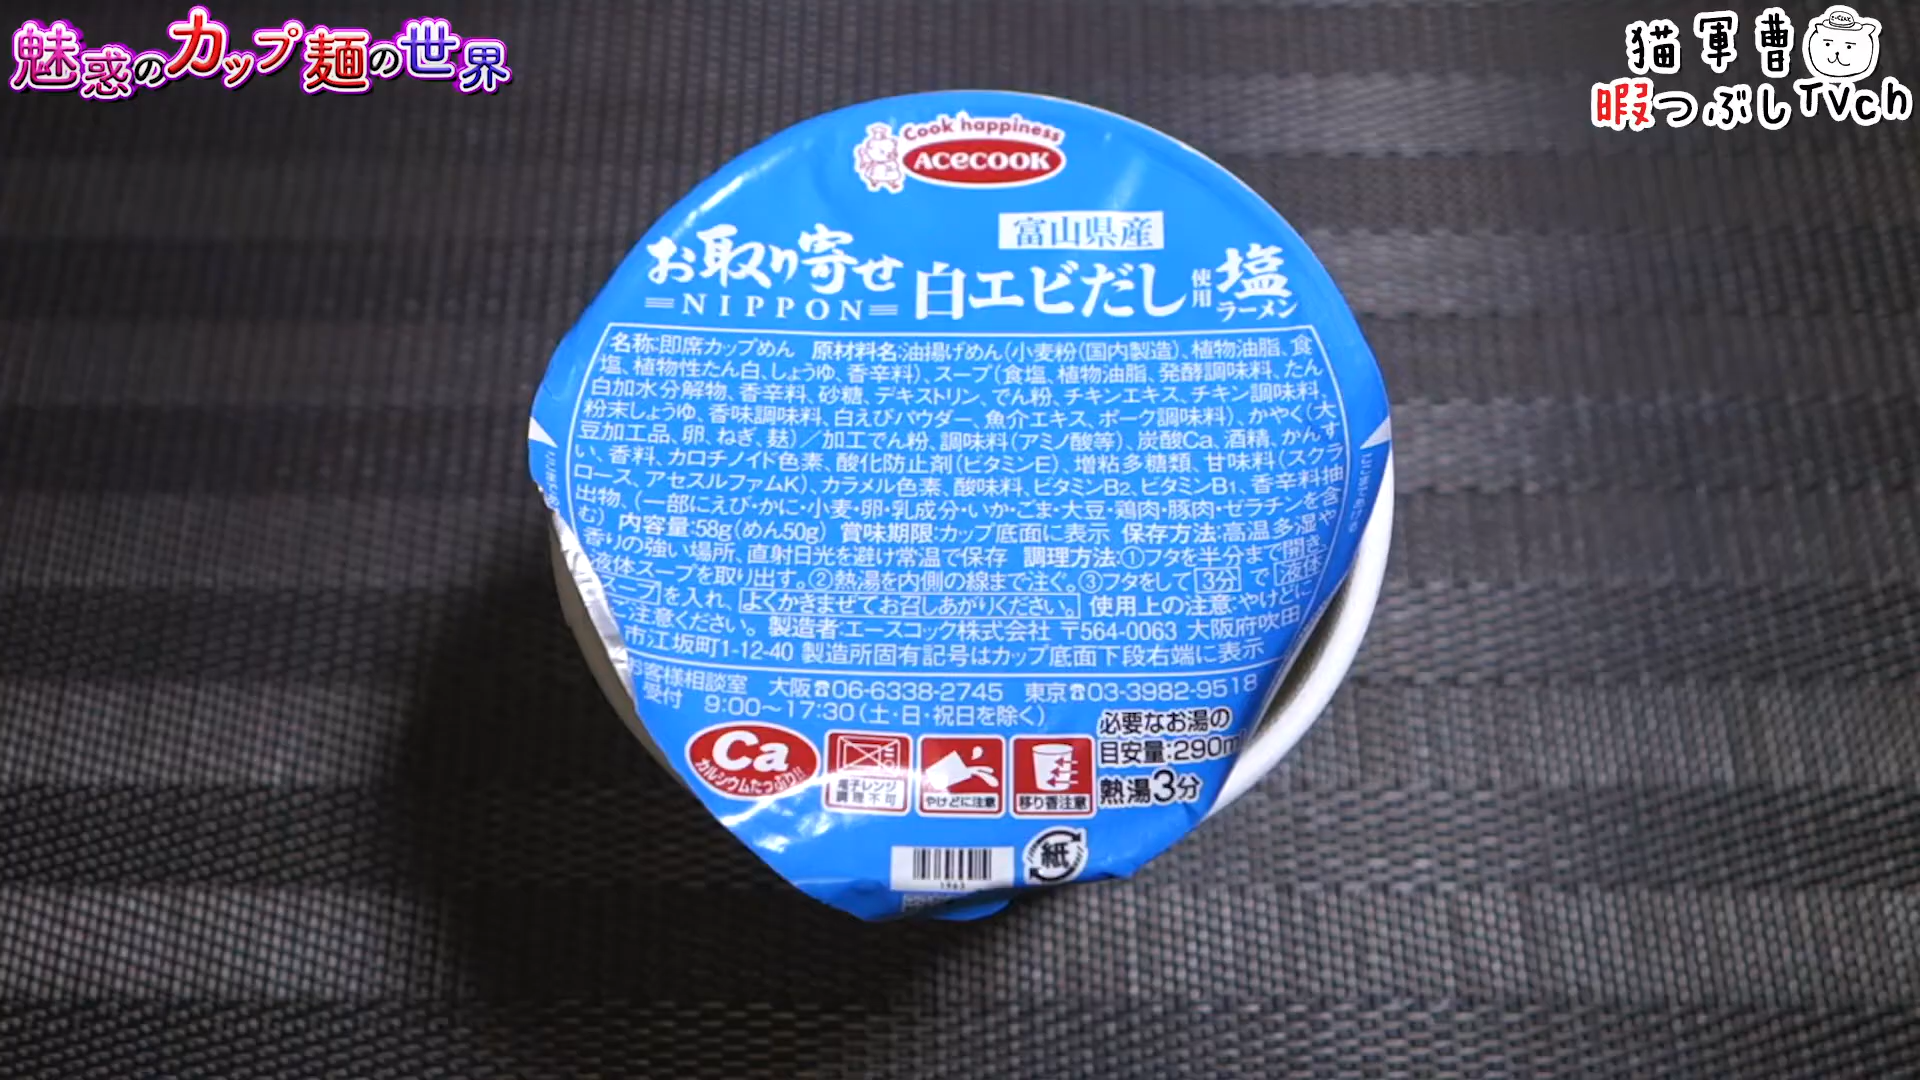 魅惑のカップ麺の世界
猫軍曹
暇つぶしTVch
Cook happiness
ACECOOK
富山県産
お取り寄せ
NIPPON
白エビだし使用塩ラーメン
名称:即席カップめん 原材料名:油揚げめん(小麦粉(国内製造)、植物油脂、食
塩、植物性たん白、しょうゆ、香辛料)、スープ(食塩、植物油脂、発酵調味料、たん
白加水分解物、香辛料、砂糖、デキストリン、でん粉、チキンエキス、チキン調味料、
粉末しょうゆ、香味調味料、白えびパウダー、魚介エキス、ポーク調味料)、かやく(大
豆加工品、卵、ねぎ、麸)/加工でん粉、調味料(アミノ酸等)、炭酸Ca、酒精、かんす
い、香料、カロチノイド色素、酸化防止剤(ビタミンE)、増粘多糖類、甘味料(スクラ
ロース、アセスルファムK)、カラメル色素、酸味料、ビタミンB2、ビタミンB1、香辛料抽
出物、(一部にえび・かに・小麦・卵・乳成分・いか・ごま・大豆・鶏肉・豚肉・ゼラチンを含
む) 内容量:58g(めん50g) 賞味期限:カップ底面に表示 保存方法:高温多湿や
香りの強い場所、直射日光を避け常温で保存 調理方法:①フタを半分まで開き、
液体スープを取り出す。②熱湯を内側の線まで注ぐ。③フタをして3分で液体
スープを入れ、よくかきまぜてお召しあがりください。 使用上の注意:やけどに
ご注意ください。 製造者:エースコック株式会社 〒564-0063 大阪府吹田
市江坂町1-12-40 製造所固有記号はカップ底面下段右端に表示
お客様相談室 大阪☎06-6338-2745 東京☎03-3982-9518
受付 9:00〜17:30(土・日・祝日を除く)
必要なお湯の
目安量:290ml
熱湯3分
Ca
カルシウムたっぷり!!
電子レンジ
調理不可
やけどに注意
移り香注意
紙
1963